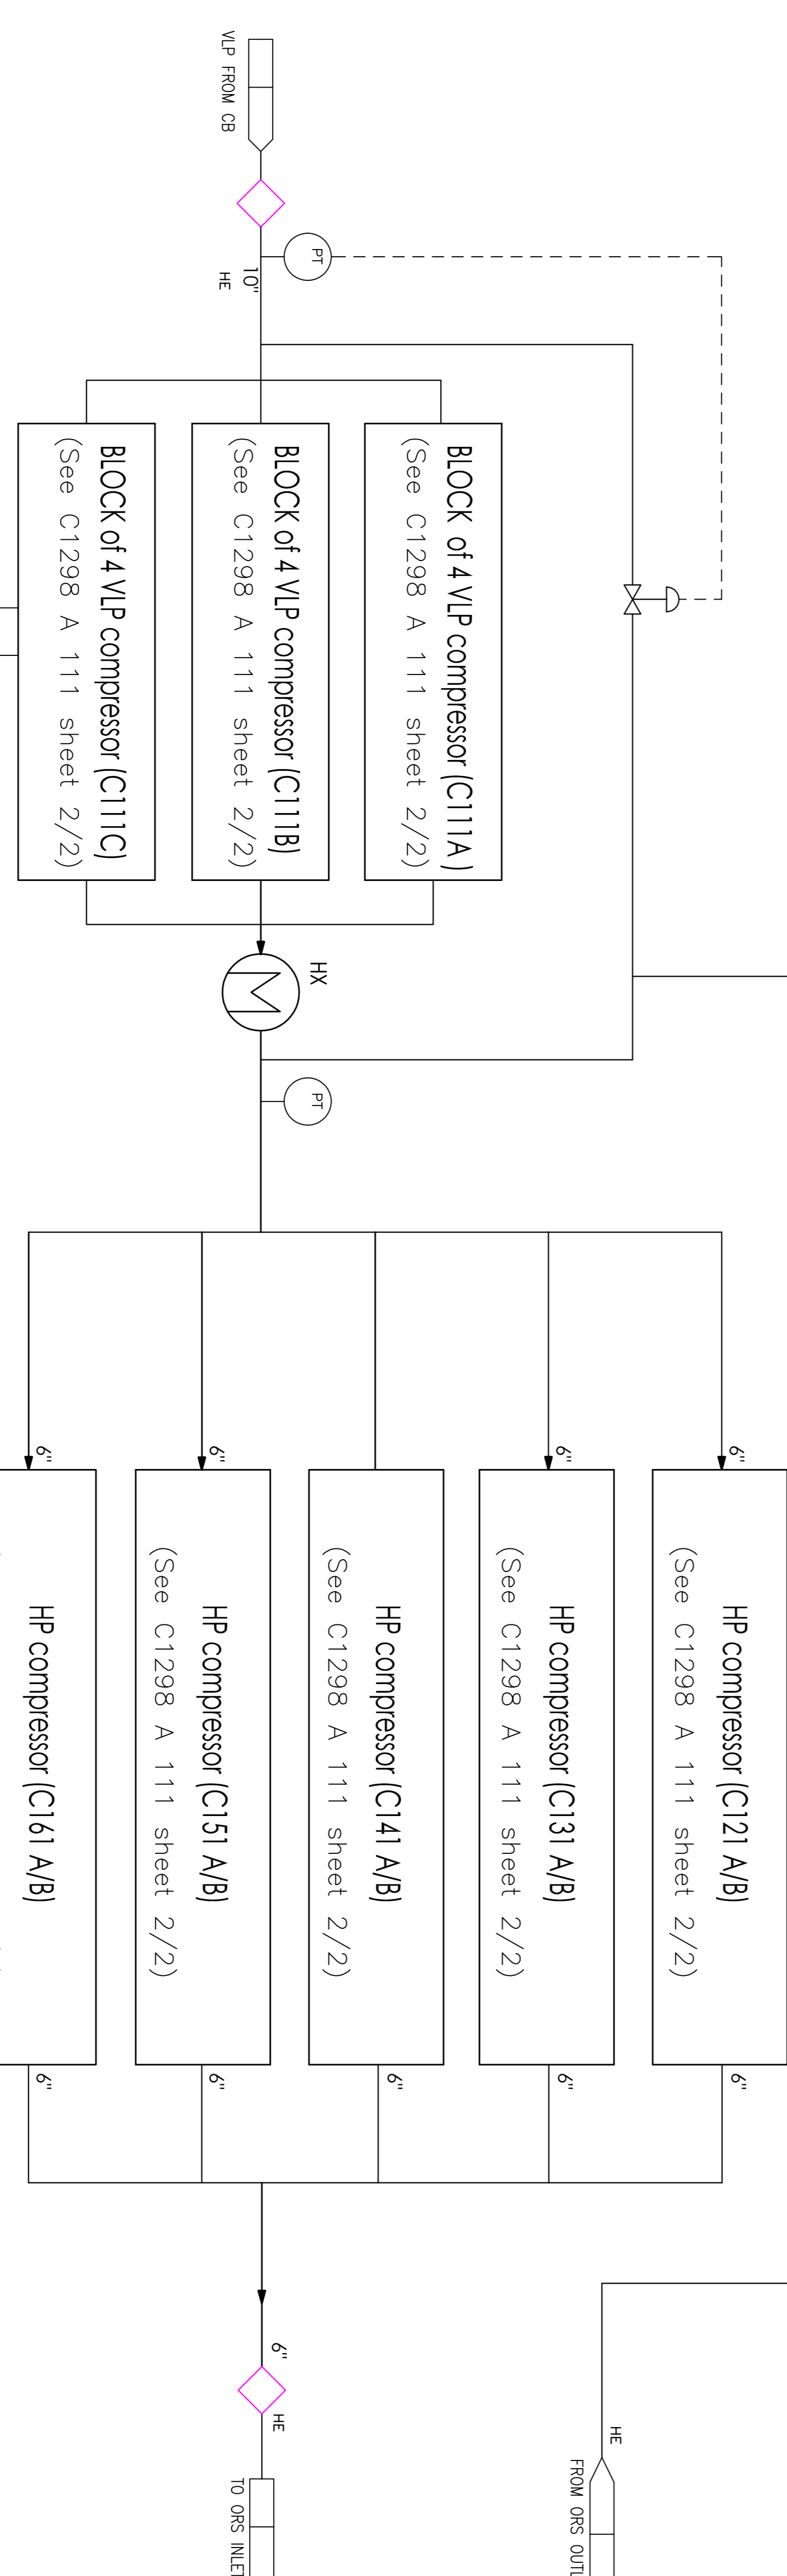 VLP FROM CB
PT
10"
HE
BLOCK of 4 VLP compressor (C111A )
(See C1298 A 111 sheet 2/2)
BLOCK of 4 VLP compressor (C111B)
(See C1298 A 111 sheet 2/2)
BLOCK of 4 VLP compressor (C111C)
(See C1298 A 111 sheet 2/2)
HX
PT
6"
6"
6"
6"
HP compressor (C121 A/B)
(See C1298 A 111 sheet 2/2)
HP compressor (C131 A/B)
(See C1298 A 111 sheet 2/2)
HP compressor (C141 A/B)
(See C1298 A 111 sheet 2/2)
HP compressor (C151 A/B)
(See C1298 A 111 sheet 2/2)
HP compressor (C161 A/B)
6"
6"
6"
6"
6"
6"
HE
TO ORS INLET
HE
FROM ORS